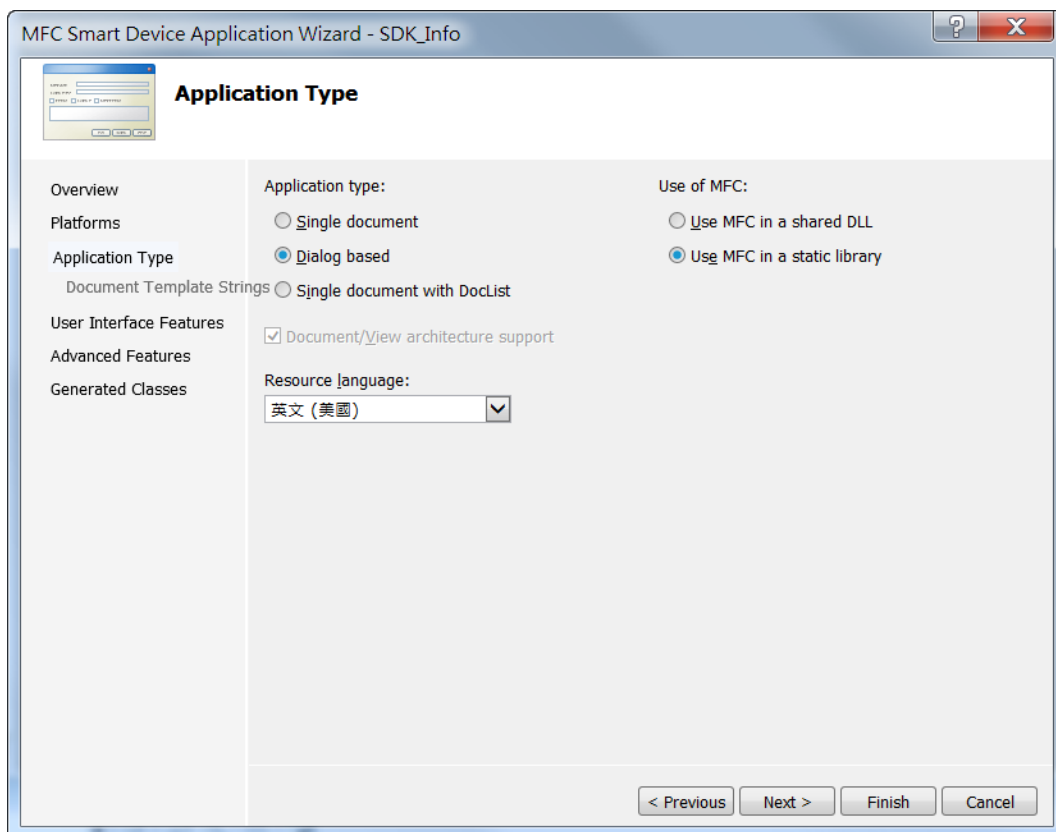 MFC Smart Device Application Wizard - SDK_Info
Application Type
Overview
Platforms
Application Type
Document Template Strings
User Interface Features
Advanced Features
Generated Classes
Application type:
Single document
Dialog based
Single document with DocList
Document/View architecture support
Resource language:
英文 (美國)
Use of MFC:
Use MFC in a shared DLL
Use MFC in a static library
< Previous
Next >
Finish
Cancel